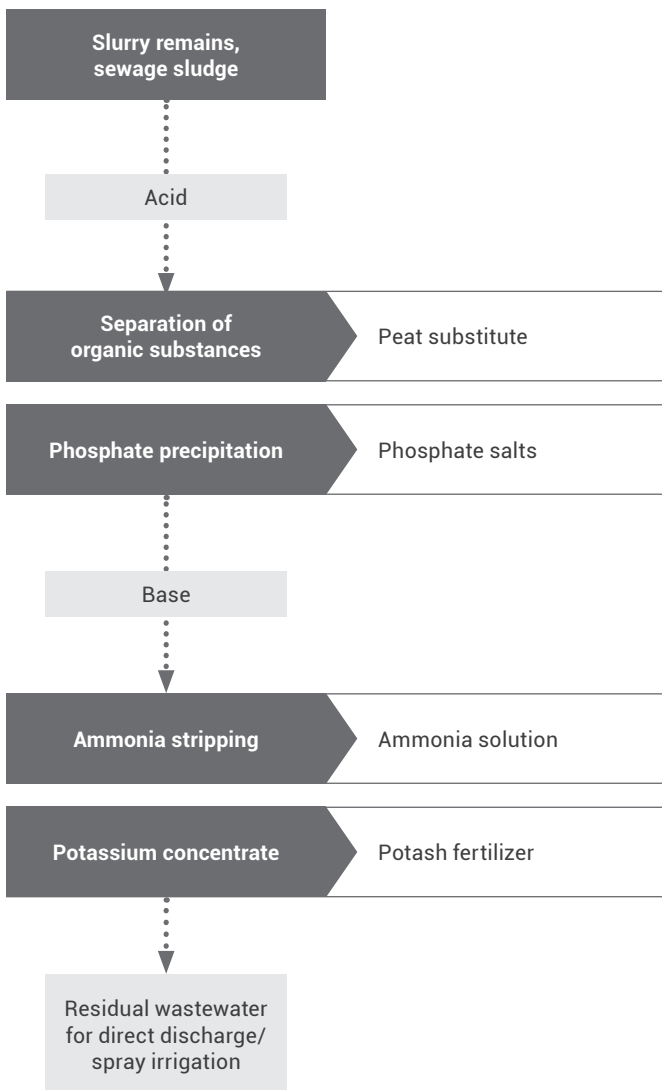 Slurry remains,
sewage sludge
Acid
Separation of
organic substances
Peat substitute
Phosphate precipitation
Phosphate salts
Base
Ammonia stripping
Ammonia solution
Potassium concentrate
Potash fertilizer
Residual wastewater
for direct discharge/
spray irrigation